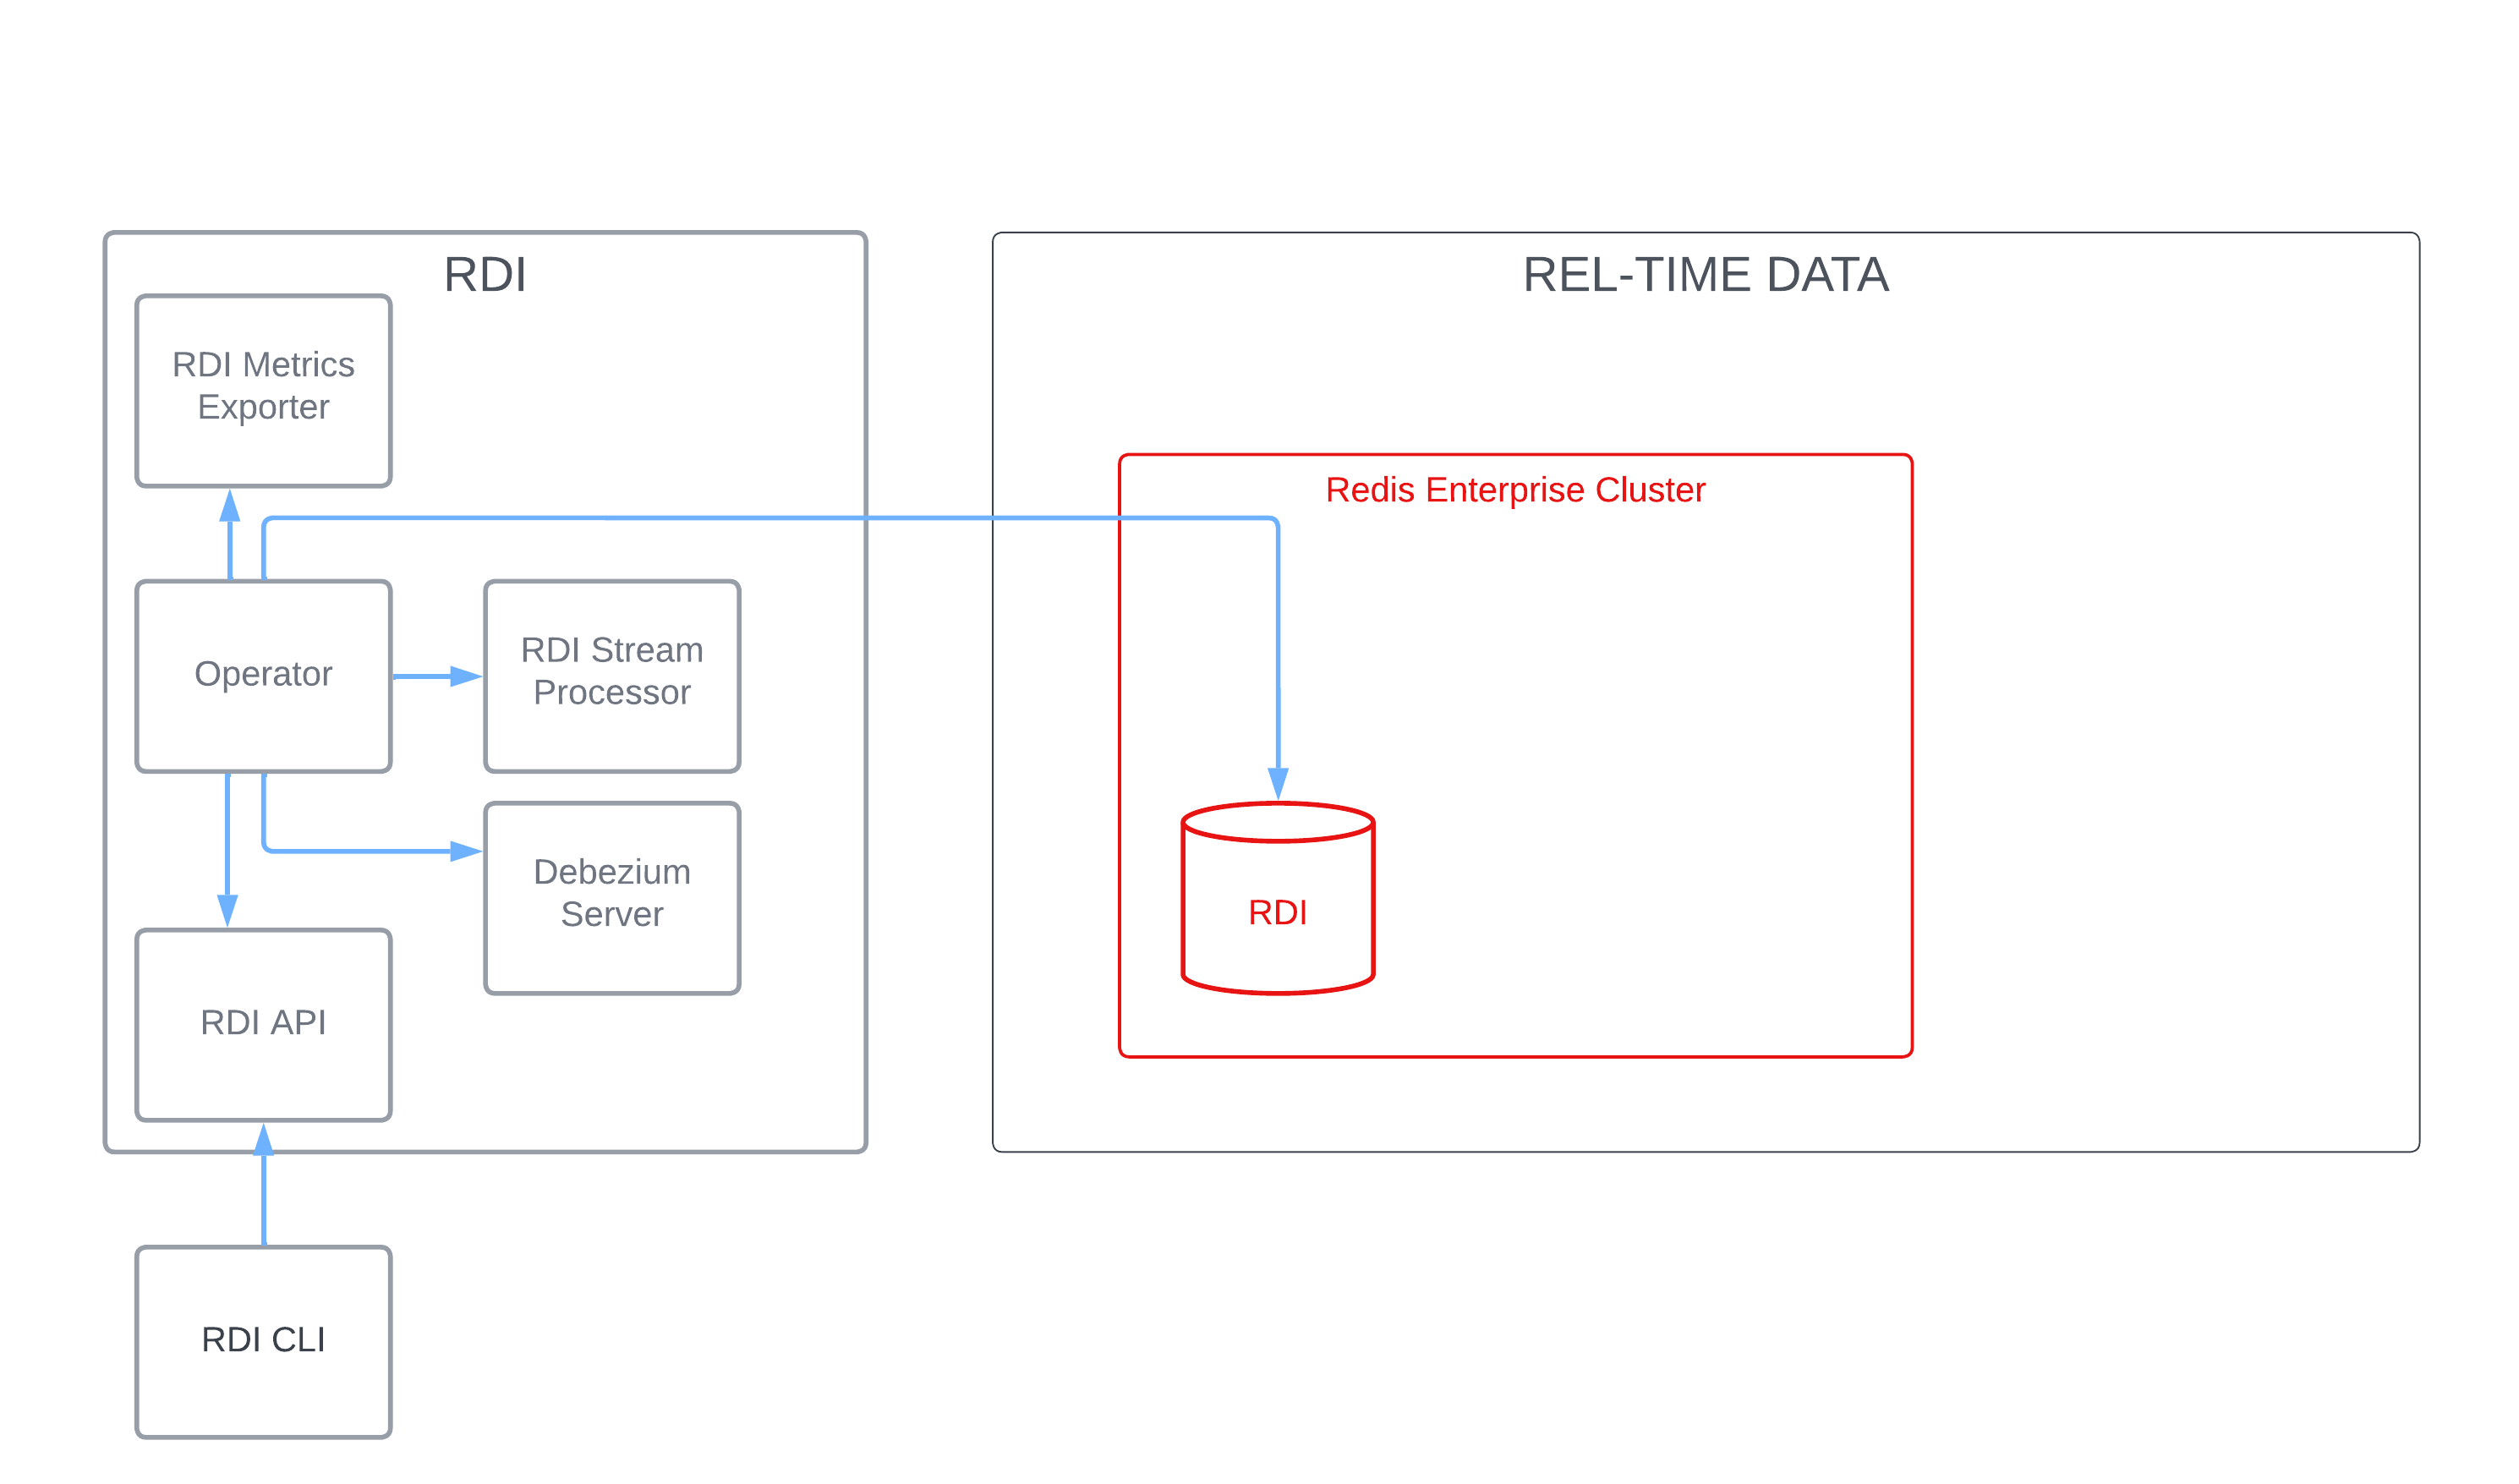 RDI
RDI Metrics
Exporter
Operator
RDI Stream
Processor
Debezium
Server
RDI API
RDI CLI
REL-TIME DATA
Redis Enterprise Cluster
RDI